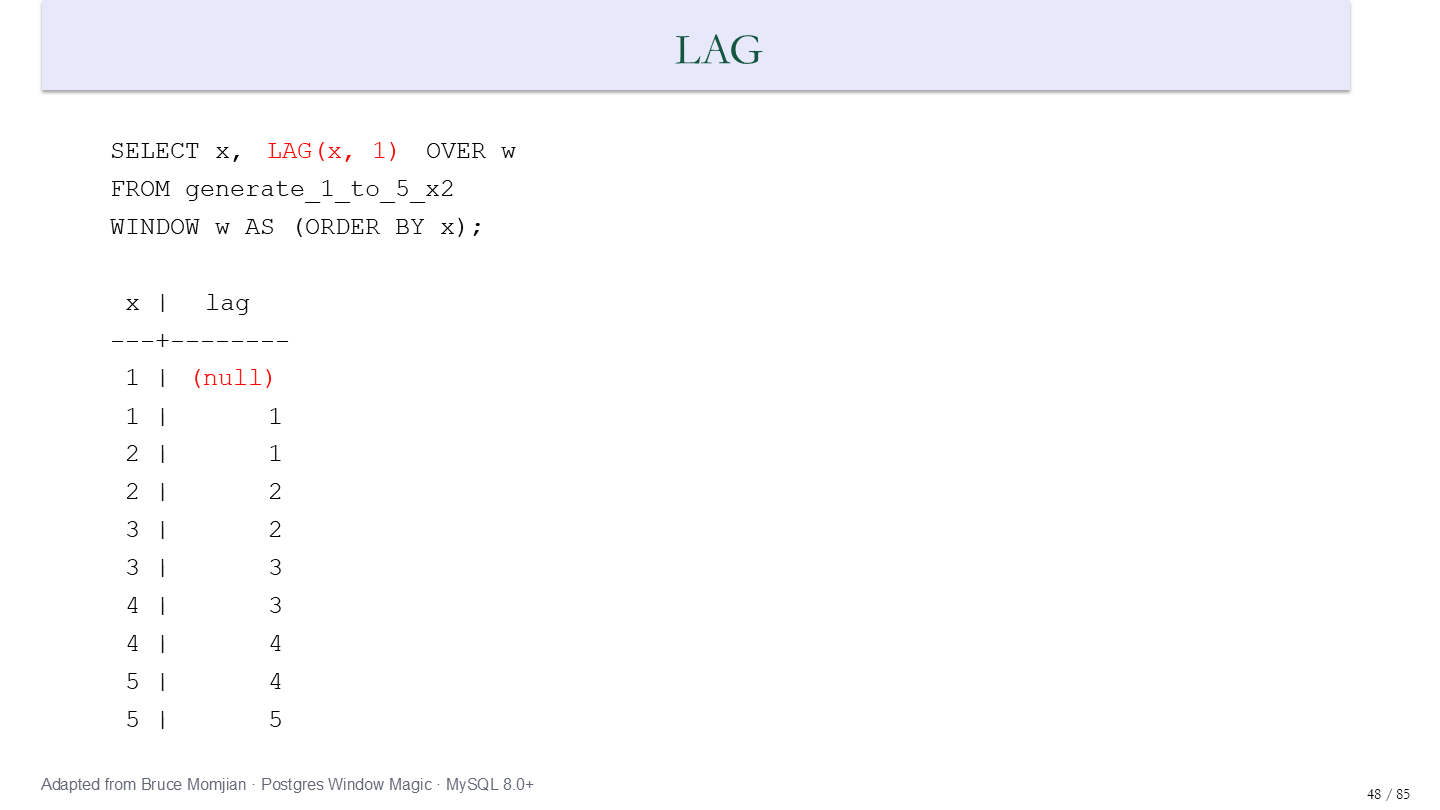 LAG
SELECT x, LAG(x, 1) OVER w
FROM generate_1_to_5_x2
WINDOW w AS (ORDER BY x);
x | lag
---+--------
1 | (null)
1 | 1
2 | 1
2 | 2
3 | 2
3 | 3
4 | 3
4 | 4
5 | 4
5 | 5
Adapted from Bruce Momjian · Postgres Window Magic · MySQL 8.0+
48 / 85